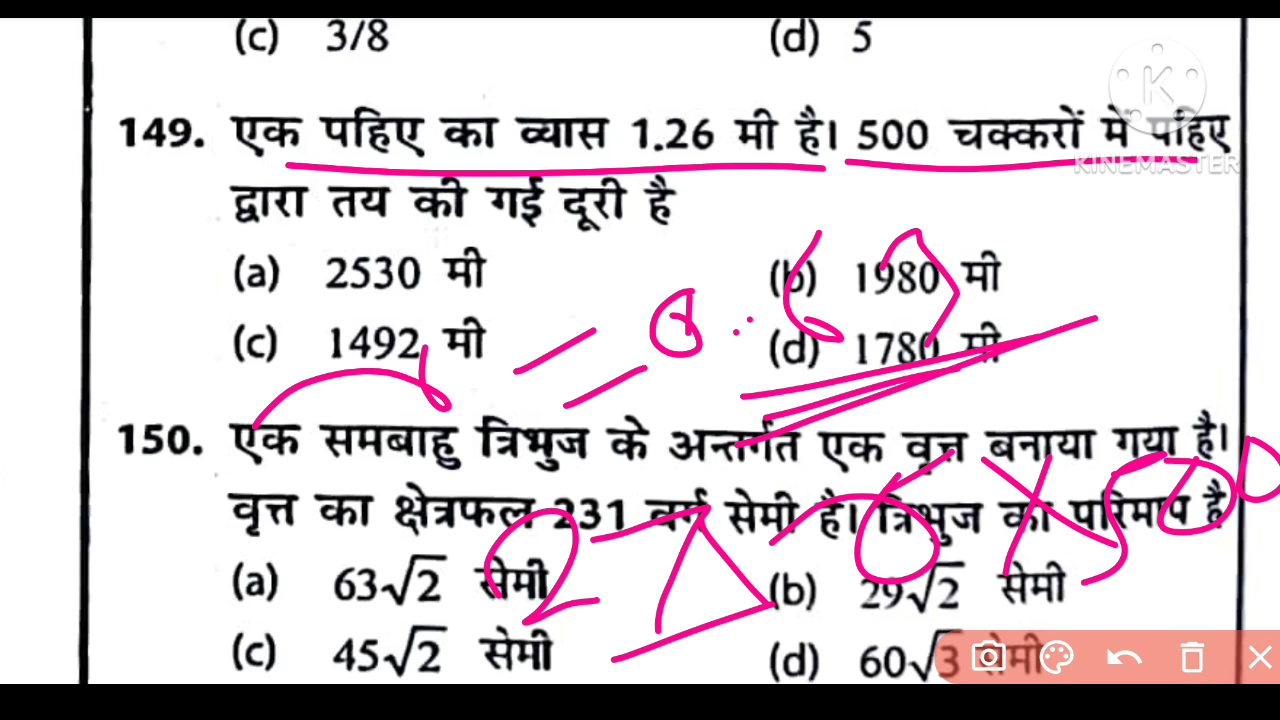 (c) 3/8 (d) 5
149. एक पहिए का व्यास 1.26 मी है। 500 चक्करों में पहिए
KINEMASTER
द्वारा तय की गई दूरी है
(a) 2530 मी (b) 1980 मी
(c) 1492 मी (d) 1780 मी
150. एक समबाहु त्रिभुज के अन्तर्गत एक वृत्त बनाया गया है।
वृत्त का क्षेत्रफल 231 वर्ग सेमी है। त्रिभुज का परिमाप है
(a) 63√2 सेमी (b) 29√2 सेमी
(c) 45√2 सेमी (d) 60√3 सेमी